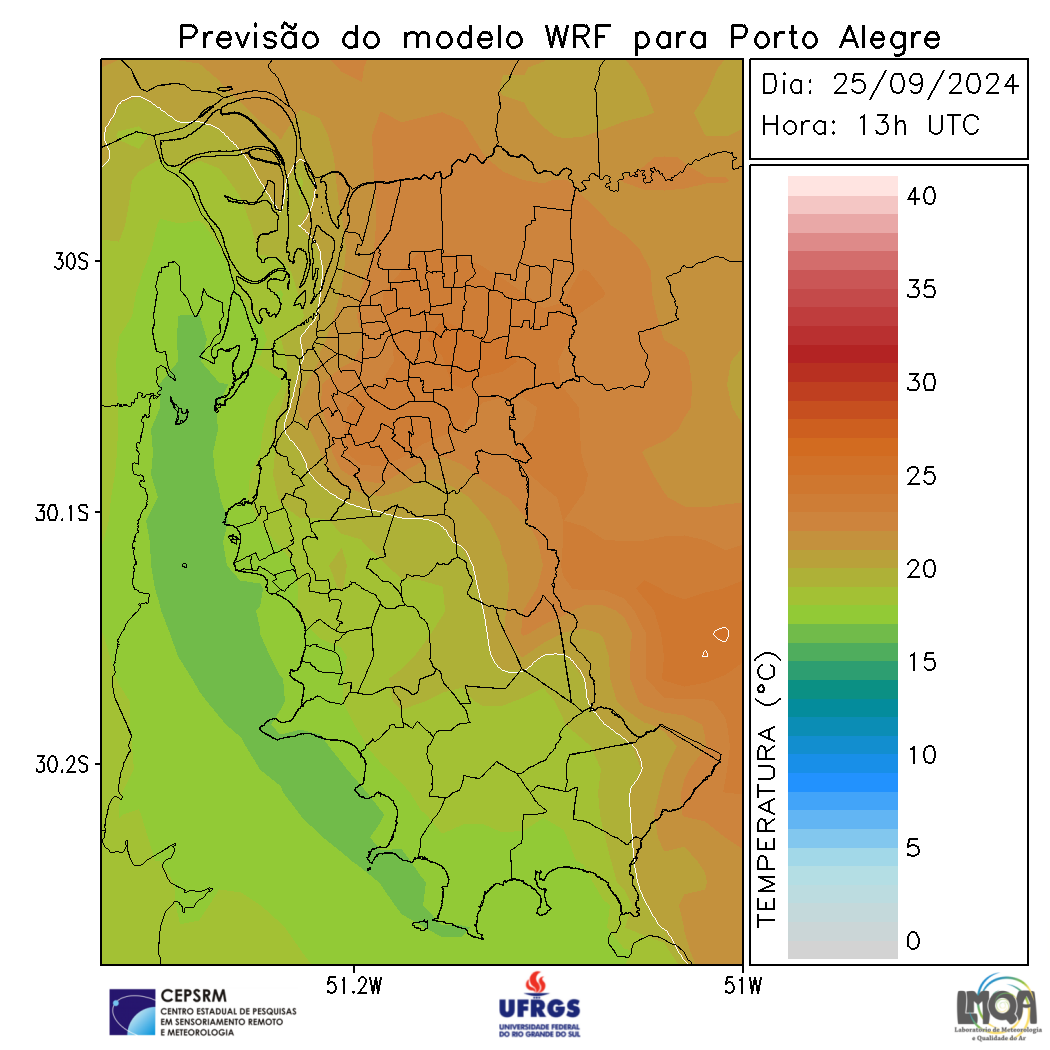 Previsão do modelo WRF para Porto Alegre
Dia: 25/09/2024
Hora: 13h UTC
30S
30.1S
30.2S
51.2W
51W
TEMPERATURA (°C)
40
35
30
25
20
15
10
5
0
CEPSRM
CENTRO ESTADUAL DE PESQUISAS
EM SENSORIAMENTO REMOTO
E METEOROLOGIA
UFRGS
UNIVERSIDADE FEDERAL
DO RIO GRANDE DO SUL
LMQA
Laboratório de Meteorologia
e Qualidade do Ar